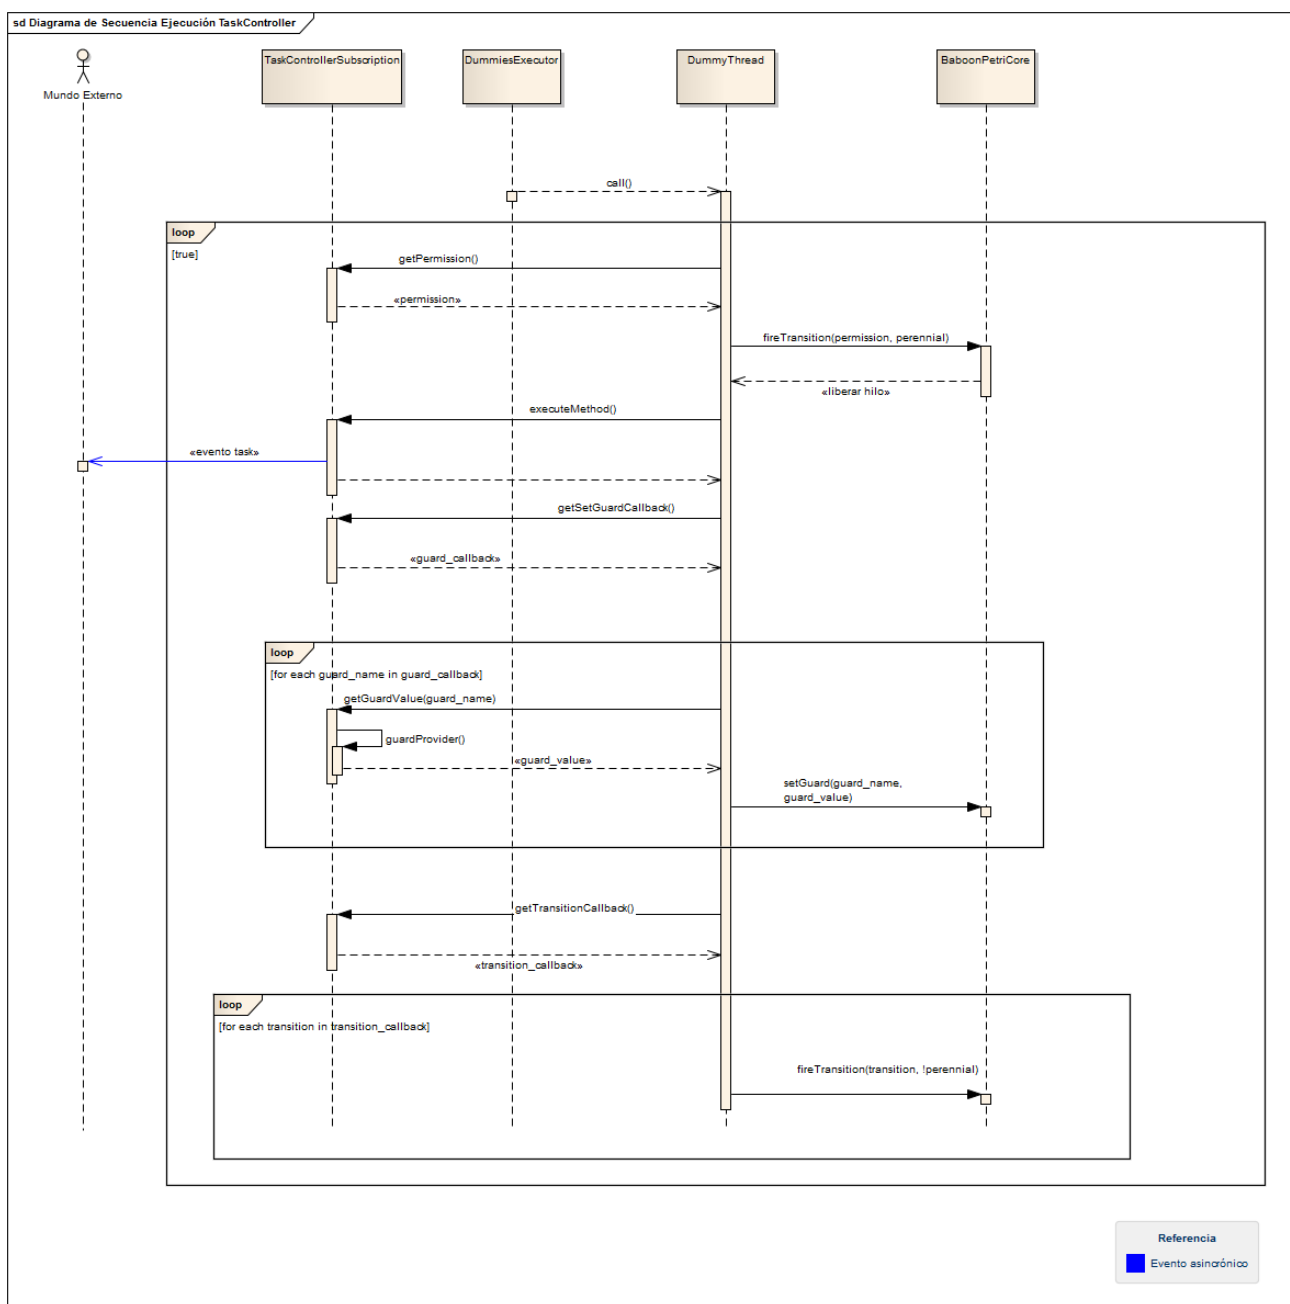 sd Diagrama de Secuencia Ejecución TaskController
Mundo Externo
TaskControllerSubscription
DummiesExecutor
DummyThread
BaboonPetriCore
call()
loop
[true]
getPermission()
«permission»
fireTransition(permission, perennial)
«liberar hilo»
executeMethod()
«evento task»
getSetGuardCallback()
«guard_callback»
loop
[for each guard_name in guard_callback]
getGuardValue(guard_name)
guardProvider()
«guard_value»
setGuard(guard_name,
guard_value)
getTransitionCallback()
«transition_callback»
loop
[for each transition in transition_callback]
fireTransition(transition, !perennial)
Referencia
Evento asincrónico